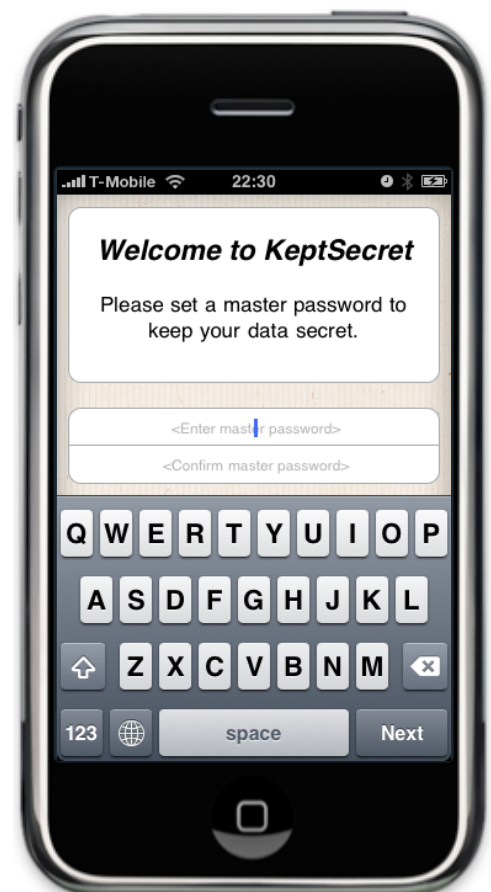 T-Mobile 22:30
Welcome to KeptSecret
Please set a master password to
keep your data secret.
<Enter master password>
<Confirm master password>
Q W E R T Y U I O P
A S D F G H J K L
Z X C V B N M
123 space Next